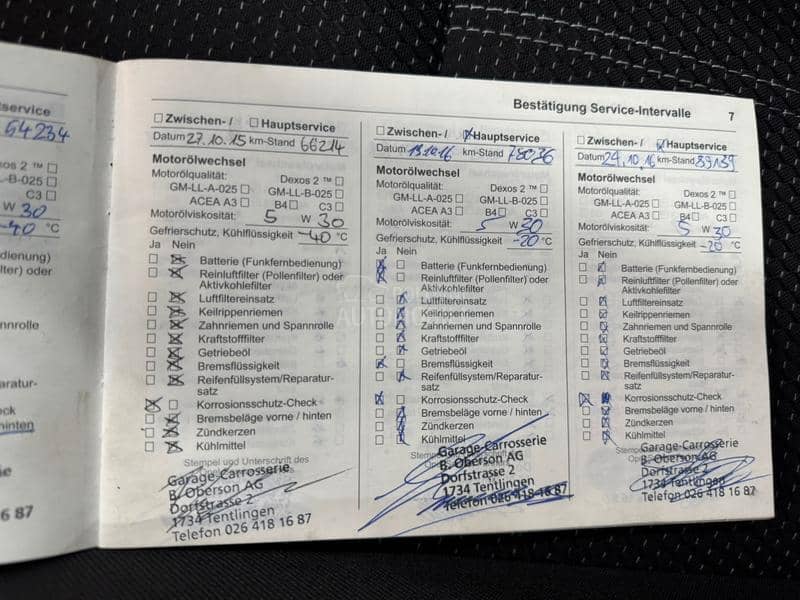 ptservice
64234
xos 2 ™ ☐
L-B-025 ☐
C3 ☐
W 30
-40 °C
dienung)
ilter) oder
annrolle
aratur-
ck
hinten
ie
6 87
Bestätigung Service-Intervalle 7
☐ Zwischen- / ☐ Hauptservice
Datum 27.10.15 km-Stand 66214
Motorölwechsel
Motorölqualität: Dexos 2 ™ ☐
GM-LL-A-025 ☐ GM-LL-B-025 ☐
ACEA A3 ☐ B4 ☐ C3 ☐
Motorölviskosität: 5 W 30
Gefrierschutz, Kühlflüssigkeit -40 °C
Ja Nein
☐ ☒ Batterie (Funkfernbedienung)
☐ ☒ Reinluftfilter (Pollenfilter) oder
Aktivkohlefilter
☐ ☒ Luftfiltereinsatz
☐ ☒ Keilrippenriemen
☐ ☒ Zahnriemen und Spannrolle
☐ ☒ Kraftstofffilter
☐ ☒ Getriebeöl
☐ ☒ Bremsflüssigkeit
☐ ☒ Reifenfüllsystem/Reparatur-
satz
☒ ☐ Korrosionsschutz-Check
☐ ☒ Bremsbeläge vorne / hinten
☐ ☒ Zündkerzen
☐ ☒ Kühlmittel
Stempel und Unterschrift des
Garage-Carrosserie
B. Oberson AG
Dorfstrasse 2
1734 Tentlingen
Telefon 026 418 16 87
☐ Zwischen- / ☒ Hauptservice
Datum km-Stand 78036
Motorölwechsel
Motorölqualität: Dexos 2 ™ ☐
GM-LL-A-025 ☐ GM-LL-B-025 ☐
ACEA A3 ☐ B4 ☐ C3 ☐
Motorölviskosität: 5 W 30
Gefrierschutz, Kühlflüssigkeit -20 °C
Ja Nein
☒ ☐ Batterie (Funkfernbedienung)
☒ ☐ Reinluftfilter (Pollenfilter) oder
Aktivkohlefilter
☐ ☒ Luftfiltereinsatz
☐ ☒ Keilrippenriemen
☐ ☒ Zahnriemen und Spannrolle
☐ ☒ Kraftstofffilter
☐ ☒ Getriebeöl
☒ ☐ Bremsflüssigkeit
☐ ☒ Reifenfüllsystem/Reparatur-
satz
☒ ☐ Korrosionsschutz-Check
☐ ☒ Bremsbeläge vorne / hinten
☐ ☒ Zündkerzen
☐ ☒ Kühlmittel
Garage-Carrosserie
B. Oberson AG
Dorfstrasse 2
1734 Tentlingen
Telefon 026 418 16 87
☐ Zwischen- / ☒ Hauptservice
Datum 24.10.16 km-Stand 89139
Motorölwechsel
Motorölqualität: Dexos 2 ™ ☐
GM-LL-A-025 ☐ GM-LL-B-025 ☐
ACEA A3 ☐ B4 ☐ C3 ☐
Motorölviskosität: 5 W 30
Gefrierschutz, Kühlflüssigkeit -20 °C
Ja Nein
☐ ☒ Batterie (Funkfernbedienung)
☐ ☒ Reinluftfilter (Pollenfilter) oder
Aktivkohlefilter
☐ ☒ Luftfiltereinsatz
☐ ☒ Keilrippenriemen
☐ ☒ Zahnriemen und Spannrolle
☐ ☒ Kraftstofffilter
☐ ☒ Getriebeöl
☐ ☒ Bremsflüssigkeit
☐ ☒ Reifenfüllsystem/Reparatur-
satz
☒ Korrosionsschutz-Check
☐ ☒ Bremsbeläge vorne / hinten
☐ ☒ Zündkerzen
☐ ☒ Kühlmittel
Garage-Carrosserie
B. Oberson AG
Dorfstrasse 2
1734 Tentlingen
Telefon 026 418 16 87